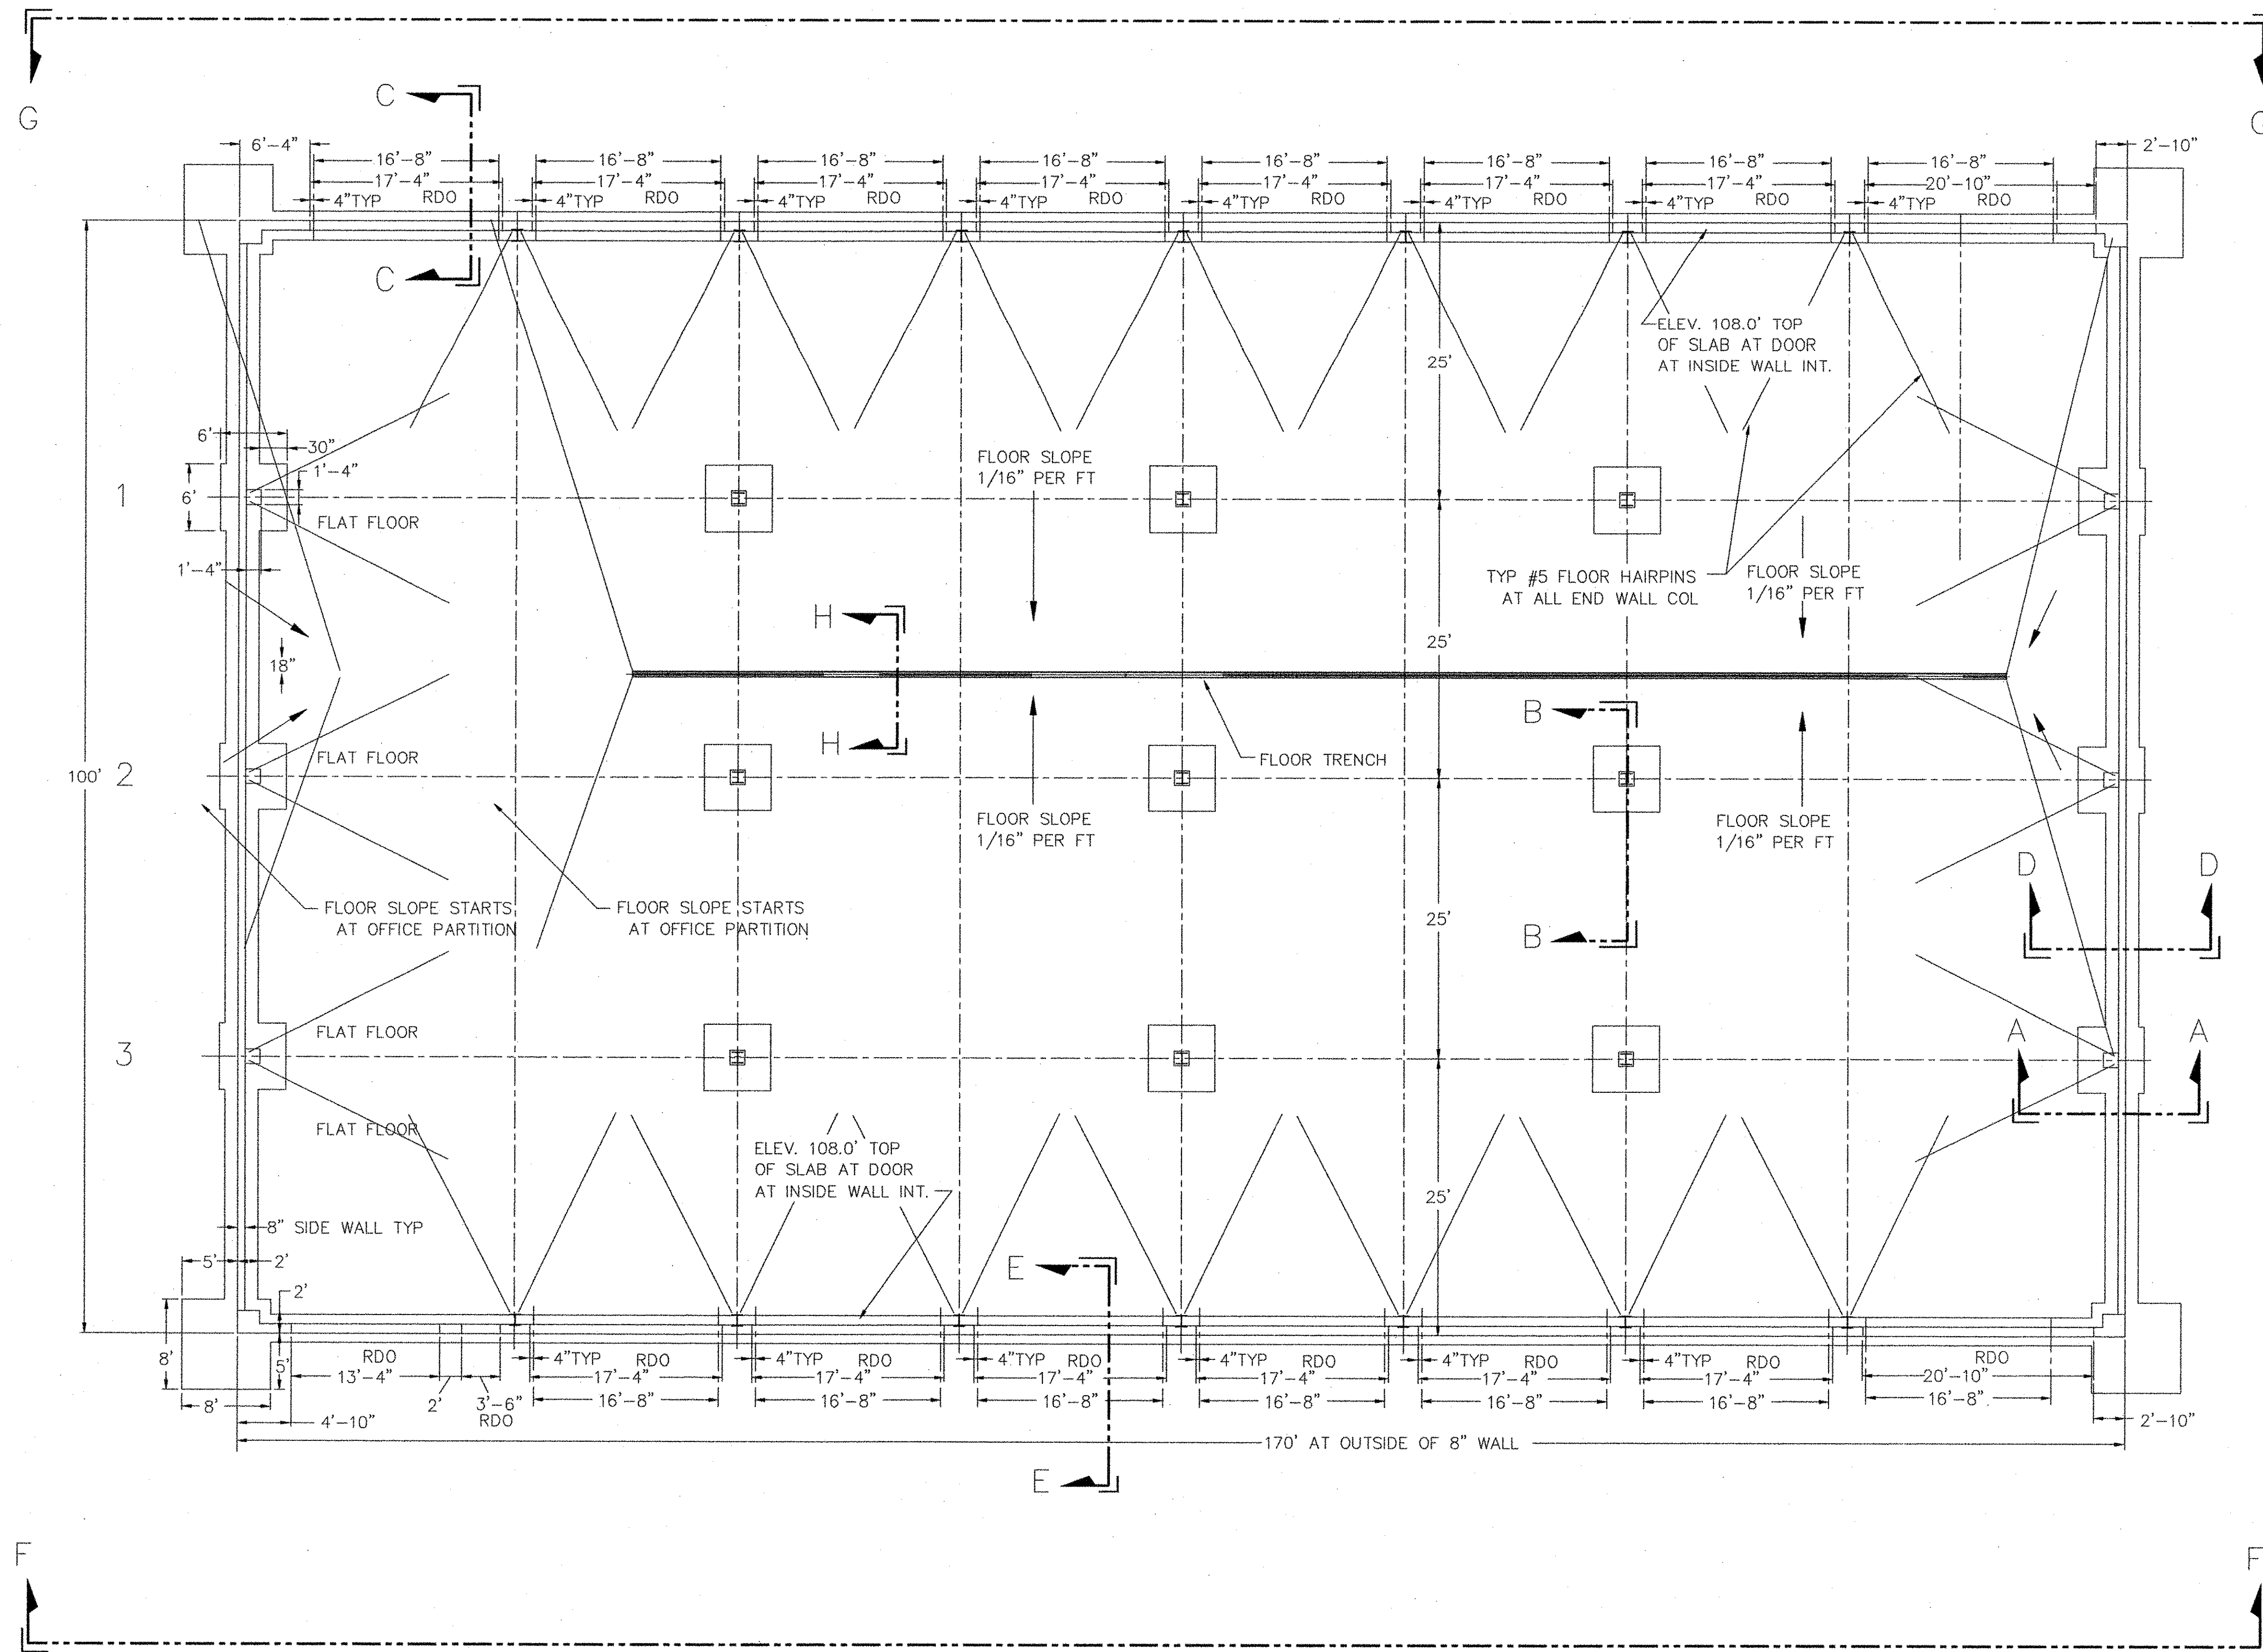 G
C
6'-4"
16'-8" 16'-8" 16'-8" 16'-8" 16'-8" 16'-8" 16'-8" 16'-8"
2'-10"
17'-4" 17'-4" 17'-4" 17'-4" 17'-4" 17'-4" 17'-4" 20'-10"
4"TYP RDO 4"TYP RDO 4"TYP RDO 4"TYP RDO 4"TYP RDO 4"TYP RDO 4"TYP RDO 4"TYP RDO
C
ELEV. 108.0' TOP
OF SLAB AT DOOR
AT INSIDE WALL INT.
25'
6'
30"
1'-4"
FLOOR SLOPE
1/16" PER FT
1
6'
FLAT FLOOR
1'-4"
TYP #5 FLOOR HAIRPINS
AT ALL END WALL COL
FLOOR SLOPE
1/16" PER FT
H
25'
18"
B
H
FLAT FLOOR
FLOOR TRENCH
100'
2
FLOOR SLOPE
1/16" PER FT
FLOOR SLOPE
1/16" PER FT
D D
FLOOR SLOPE STARTS
AT OFFICE PARTITION
FLOOR SLOPE STARTS
AT OFFICE PARTITION
25'
B
3
FLAT FLOOR
A A
FLAT FLOOR
ELEV. 108.0' TOP
OF SLAB AT DOOR
AT INSIDE WALL INT.
25'
8" SIDE WALL TYP
5' 2'
E
2'
8'
5'
RDO 4"TYP RDO 4"TYP RDO 4"TYP RDO 4"TYP RDO 4"TYP RDO 4"TYP RDO RDO
13'-4" 17'-4" 17'-4" 17'-4" 17'-4" 17'-4" 17'-4" 20'-10"
8' 2' 3'-6" 16'-8" 16'-8" 16'-8" 16'-8" 16'-8" 16'-8" 16'-8"
RDO
4'-10"
2'-10"
170' AT OUTSIDE OF 8" WALL
E
F